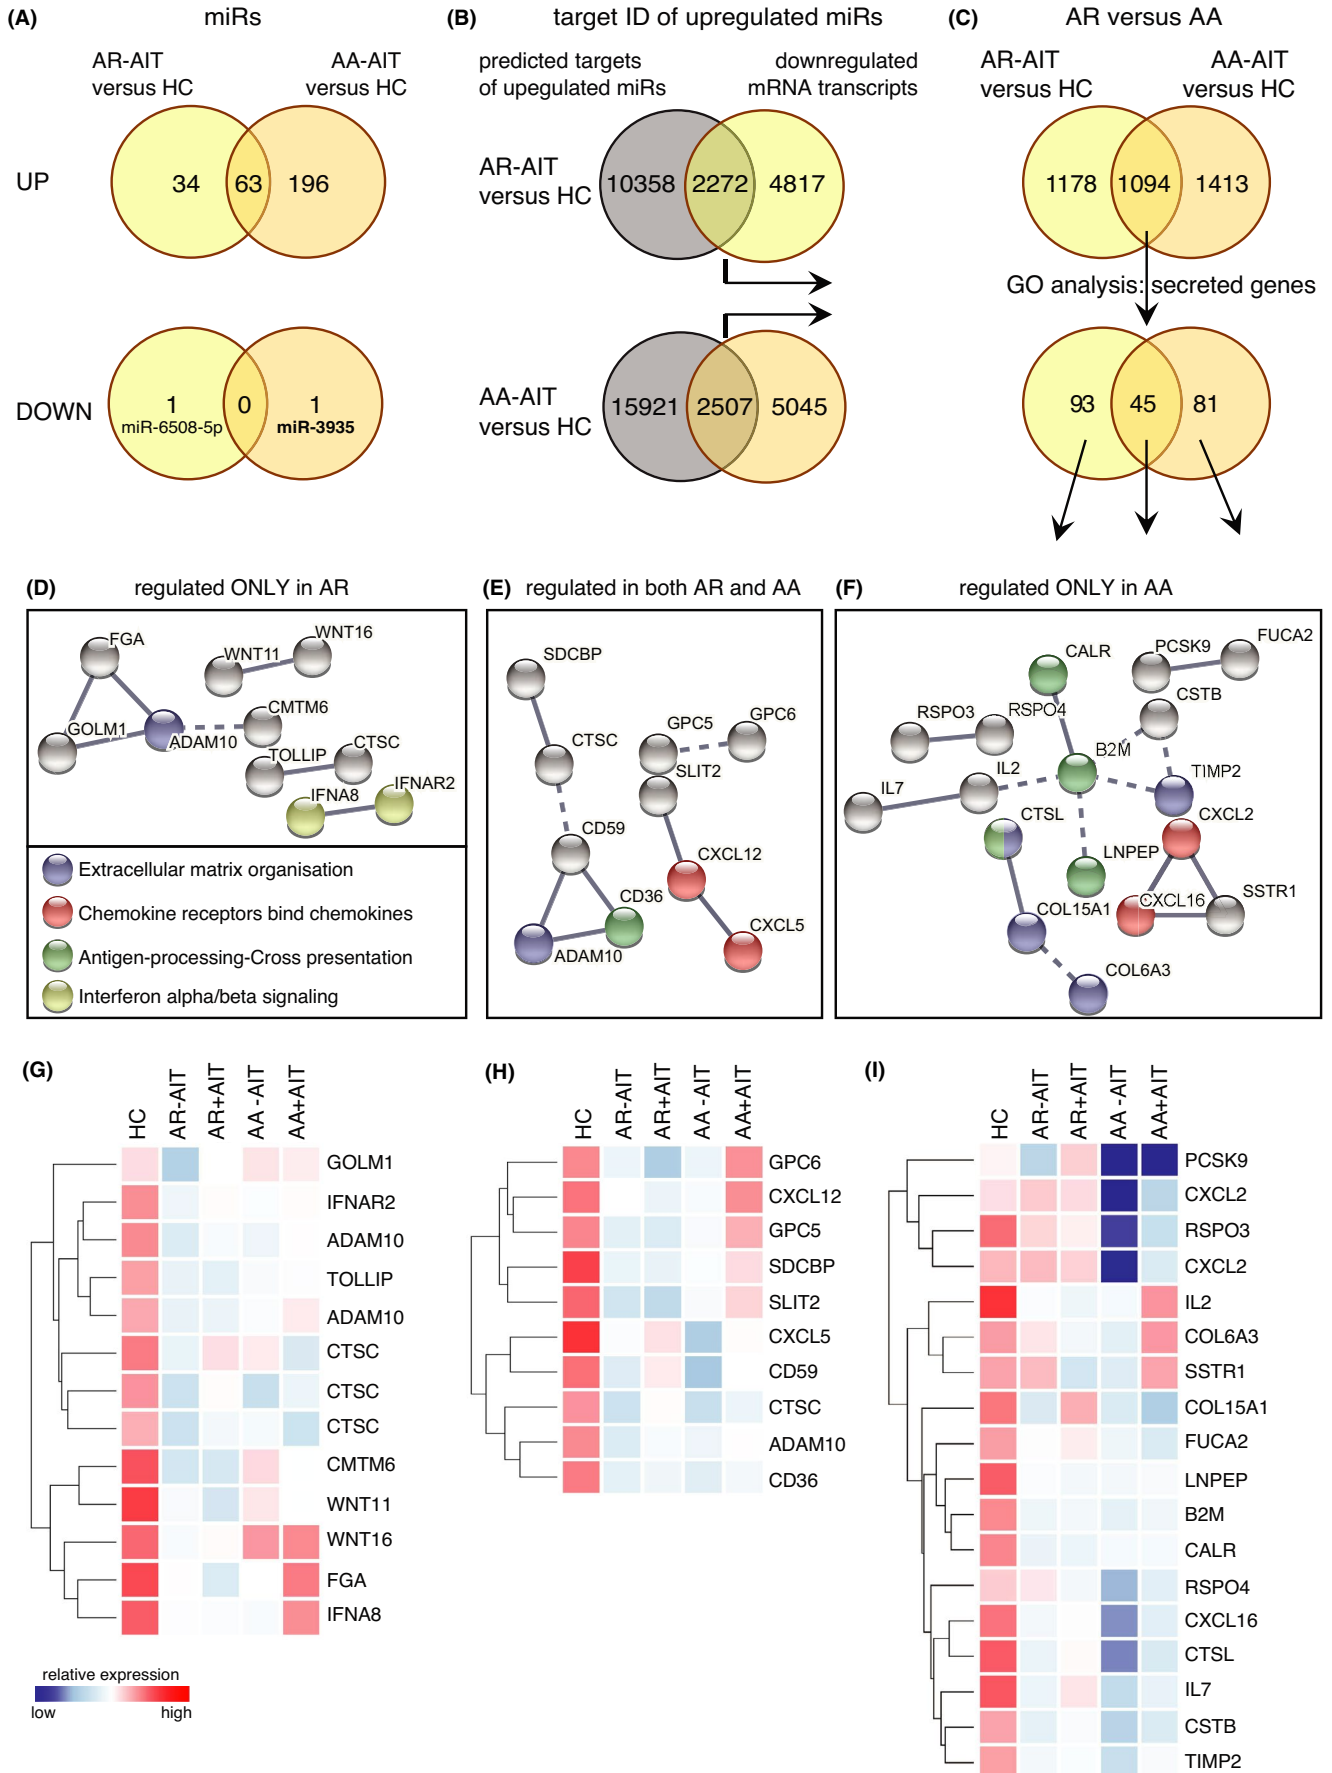 (A) miRs
AR-AIT versus HC
AA-AIT versus HC
UP
34 63 196
DOWN
1 0 1
miR-6508-5p miR-3935
(B) target ID of upregulated miRs
predicted targets of upegulated miRs
downregulated mRNA transcripts
AR-AIT versus HC
10358 2272 4817
AA-AIT versus HC
15921 2507 5045
(C) AR versus AA
AR-AIT versus HC
AA-AIT versus HC
1178 1094 1413
GO analysis: secreted genes
93 45 81
(D) regulated ONLY in AR
FGA
WNT16
WNT11
GOLM1
ADAM10
CMTM6
TOLLIP
CTSC
IFNA8
IFNAR2
Extracellular matrix organisation
Chemokine receptors bind chemokines
Antigen-processing-Cross presentation
Interferon alpha/beta signaling
(E) regulated in both AR and AA
SDCBP
CTSC
GPC5
GPC6
SLIT2
CD59
CXCL12
CD36
ADAM10
CXCL5
(F) regulated ONLY in AA
CALR
PCSK9
FUCA2
CSTB
RSPO3
RSPO4
B2M
TIMP2
IL7
IL2
CTSL
CXCL2
LNPEP
COL15A1
CXCL16
SSTR1
COL6A3
(G)
HC
AR-AIT
AR+AIT
AA -AIT
AA+AIT
GOLM1
IFNAR2
ADAM10
TOLLIP
ADAM10
CTSC
CTSC
CTSC
CMTM6
WNT11
WNT16
FGA
IFNA8
relative expression
low high
(H)
HC
AR-AIT
AR+AIT
AA -AIT
AA+AIT
GPC6
CXCL12
GPC5
SDCBP
SLIT2
CXCL5
CD59
CTSC
ADAM10
CD36
(I)
HC
AR-AIT
AR+AIT
AA -AIT
AA+AIT
PCSK9
CXCL2
RSPO3
CXCL2
IL2
COL6A3
SSTR1
COL15A1
FUCA2
LNPEP
B2M
CALR
RSPO4
CXCL16
CTSL
IL7
CSTB
TIMP2